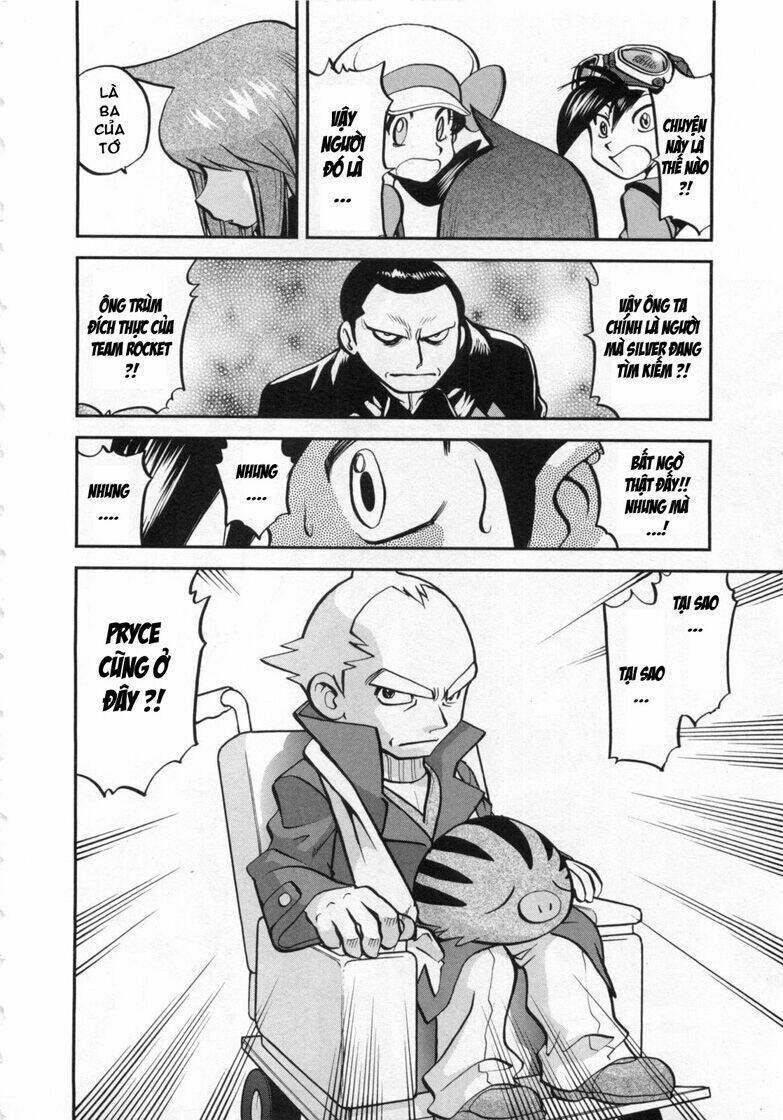 CHUYỆN
NÀY LÀ
THẾ NÀO
?!
VẬY
NGƯỜI
ĐÓ LÀ
...
LÀ
BA
CỦA
TỚ
VẬY ÔNG TA
CHÍNH LÀ NGƯỜI
MÀ SILVER ĐANG
TÌM KIẾM ?!
ÔNG TRÙM
ĐÍCH THỰC CỦA
TEAM ROCKET
?!
BẤT NGỜ
THẬT ĐẤY!!
NHƯNG MÀ
....!
NHƯNG
....
NHƯNG
....
TẠI SAO
...
TẠI SAO
...
PRYCE
CŨNG Ở
ĐÂY ?!